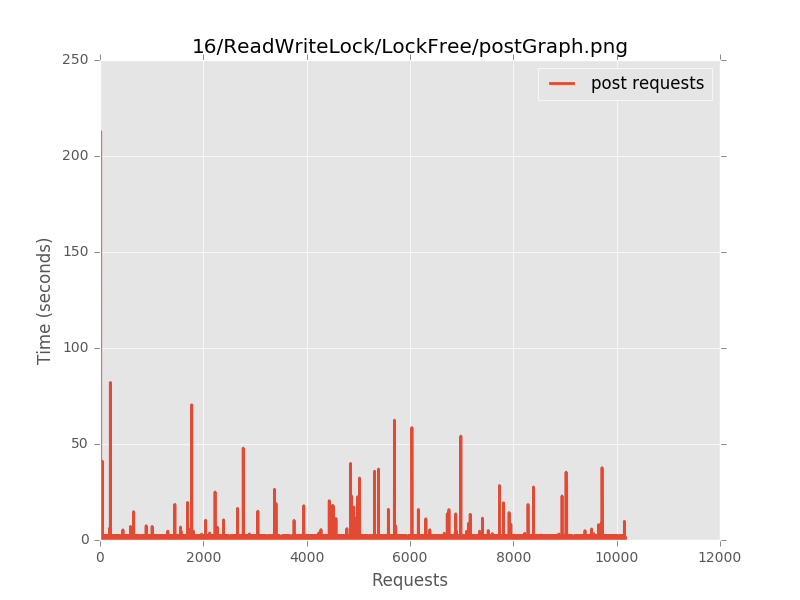 16/ReadWriteLock/LockFree/postGraph.png
250
post requests
200
150
100
50
0
Time (seconds)
0 2000 4000 6000 8000 10000 12000
Requests